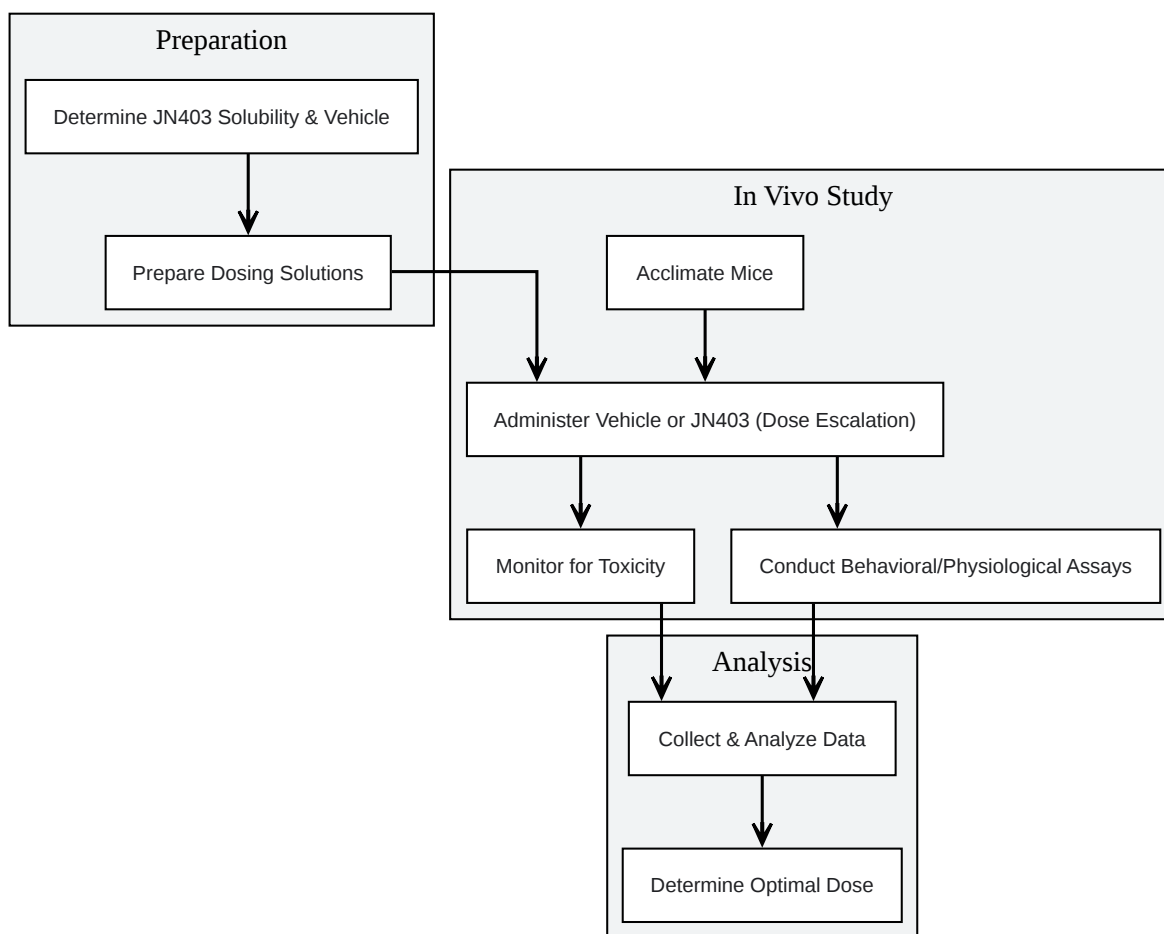 Preparation
Determine JN403 Solubility & Vehicle
Prepare Dosing Solutions
In Vivo Study
Acclimate Mice
Administer Vehicle or JN403 (Dose Escalation)
Monitor for Toxicity
Conduct Behavioral/Physiological Assays
Analysis
Collect & Analyze Data
Determine Optimal Dose